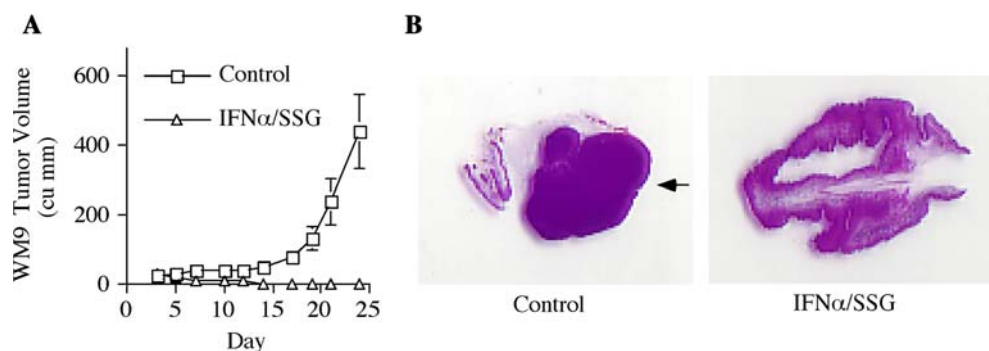 A
B
WM9 Tumor Volume
(cu mm)
600
400
200
0
Control
IFNα/SSG
0
5
10
15
20
25
Day
Control
IFNα/SSG